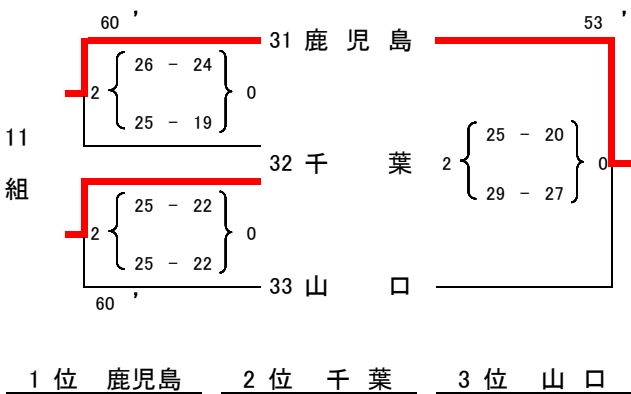 60 ’ 53 ’
31 鹿 児 島
26 － 24
2 { } 0
25 － 19
11 組
32 千 葉
25 － 20
2 { } 0
29 － 27
25 － 22
2 { } 0
25 － 22
33 山 口
60 ’
1 位 鹿児島 2 位 千 葉 3 位 山 口